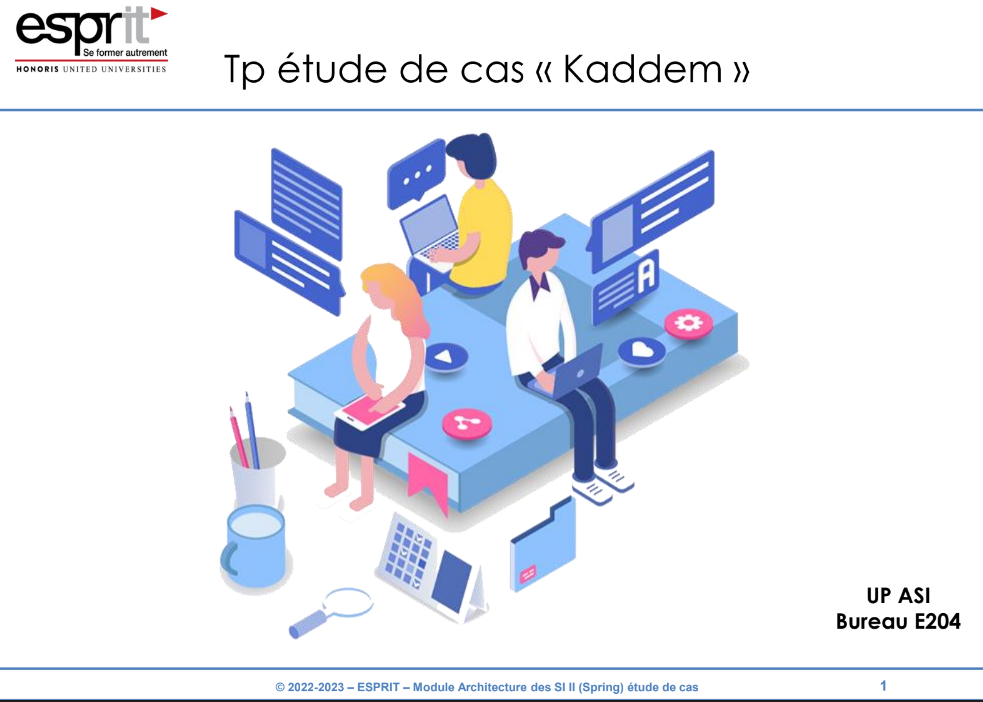 esprit
Se former autrement
HONORIS UNITED UNIVERSITIES
Tp étude de cas « Kaddem »
A
UP ASI
Bureau E204
© 2022-2023 – ESPRIT – Module Architecture des SI II (Spring) étude de cas
1